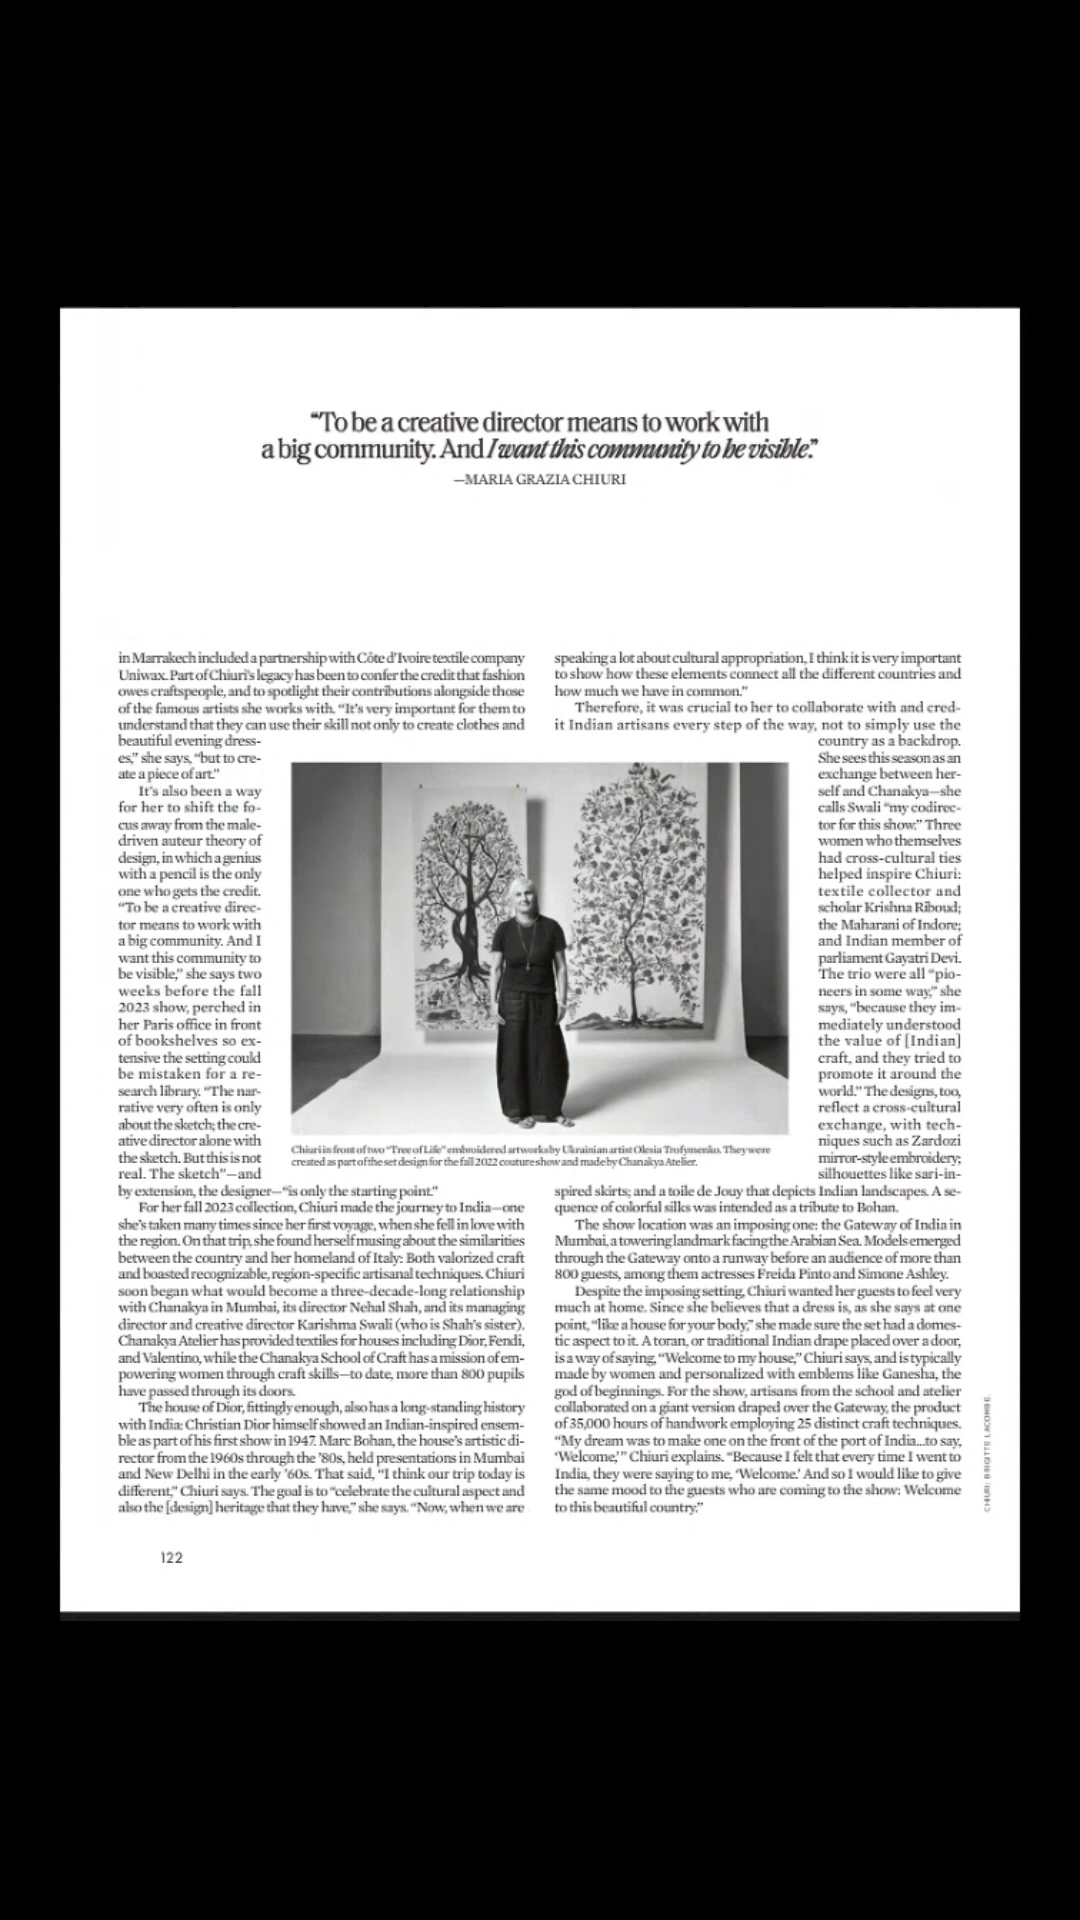 “To be a creative director means to work with
a big community. And I want this community to be visible.”
—MARIA GRAZIA CHIURI
in Marrakech included a partnership with Côte d’Ivoire textile company
Uniwax. Part of Chiuri’s legacy has been to confer the credit that fashion
owes craftspeople, and to spotlight their contributions alongside those
of the famous artists she works with. “It’s very important for them to
understand that they can use their skill not only to create clothes and
beautiful evening dress-
es,” she says, “but to cre-
ate a piece of art.”
It’s also been a way
for her to shift the fo-
cus away from the male-
driven auteur theory of
design, in which a genius
with a pencil is the only
one who gets the credit.
“To be a creative direc-
tor means to work with
a big community. And I
want this community to
be visible,” she says two
weeks before the fall
2023 show, perched in
her Paris office in front
of bookshelves so ex-
tensive the setting could
be mistaken for a re-
search library. “The nar-
rative very often is only
about the sketch; the cre-
ative director alone with
the sketch. But this is not
real. The sketch”—and
by extension, the designer—“is only the starting point.”
For her fall 2023 collection, Chiuri made the journey to India—one
she’s taken many times since her first voyage, when she fell in love with
the region. On that trip, she found herself musing about the similarities
between the country and her homeland of Italy: Both valorized craft
and boasted recognizable, region-specific artisanal techniques. Chiuri
soon began what would become a three-decade-long relationship
with Chanakya in Mumbai, its director Nehal Shah, and its managing
director and creative director Karishma Swali (who is Shah’s sister).
Chanakya Atelier has provided textiles for houses including Dior, Fendi,
and Valentino, while the Chanakya School of Craft has a mission of em-
powering women through craft skills—to date, more than 800 pupils
have passed through its doors.
The house of Dior, fittingly enough, also has a long-standing history
with India: Christian Dior himself showed an Indian-inspired ensem-
ble as part of his first show in 1947. Marc Bohan, the house’s artistic di-
rector from the 1960s through the ’80s, held presentations in Mumbai
and New Delhi in the early ’60s. That said, “I think our trip today is
different,” Chiuri says. The goal is to “celebrate the cultural aspect and
also the [design] heritage that they have,” she says. “Now, when we are
speaking a lot about cultural appropriation, I think it is very important
to show how these elements connect all the different countries and
how much we have in common.”
Therefore, it was crucial to her to collaborate with and cred-
it Indian artisans every step of the way, not to simply use the
country as a backdrop.
She sees this season as an
exchange between her-
self and Chanakya—she
calls Swali “my codirec-
tor for this show.” Three
women who themselves
had cross-cultural ties
helped inspire Chiuri:
textile collector and
scholar Krishna Riboud;
the Maharani of Indore;
and Indian member of
parliament Gayatri Devi.
The trio were all “pio-
neers in some way,” she
says, “because they im-
mediately understood
the value of [Indian]
craft, and they tried to
promote it around the
world.” The designs, too,
reflect a cross-cultural
exchange, with tech-
niques such as Zardozi
mirror-style embroidery;
silhouettes like sari-in-
spired skirts; and a toile de Jouy that depicts Indian landscapes. A se-
quence of colorful silks was intended as a tribute to Bohan.
The show location was an imposing one: the Gateway of India in
Mumbai, a towering landmark facing the Arabian Sea. Models emerged
through the Gateway onto a runway before an audience of more than
800 guests, among them actresses Freida Pinto and Simone Ashley.
Despite the imposing setting, Chiuri wanted her guests to feel very
much at home. Since she believes that a dress is, as she says at one
point, “like a house for your body,” she made sure the set had a domes-
tic aspect to it. A toran, or traditional Indian drape placed over a door,
is a way of saying, “Welcome to my house,” Chiuri says, and is typically
made by women and personalized with emblems like Ganesha, the
god of beginnings. For the show, artisans from the school and atelier
collaborated on a giant version draped over the Gateway, the product
of 35,000 hours of handwork employing 25 distinct craft techniques.
“My dream was to make one on the front of the port of India...to say,
‘Welcome,’” Chiuri explains. “Because I felt that every time I went to
India, they were saying to me, ‘Welcome.’ And so I would like to give
the same mood to the guests who are coming to the show: Welcome
to this beautiful country.”
Chiuri in front of two “Tree of Life” embroidered artworks by Ukrainian artist Olesia Trofymenko. They were
created as part of the set design for the fall 2022 couture show and made by Chanakya Atelier.
CHIURI: BRIGITTE LACOMBE.
122